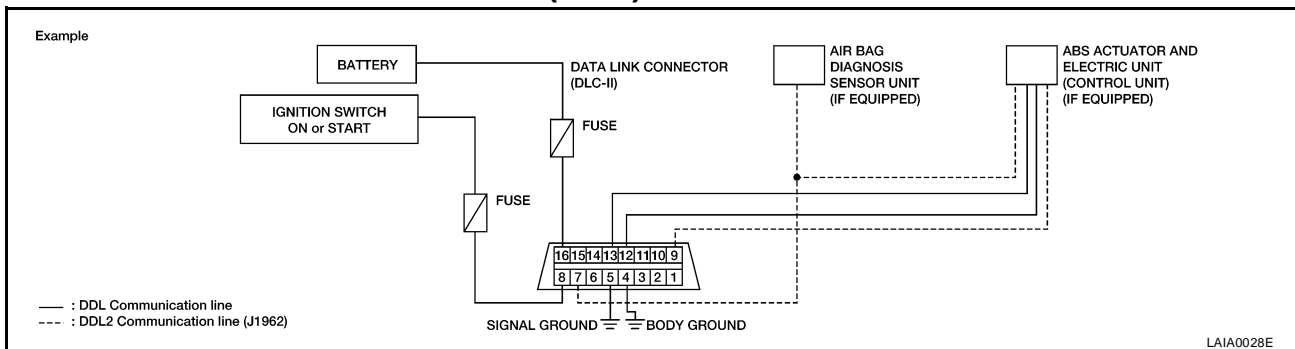 Example
BATTERY
IGNITION SWITCH
ON or START
DATA LINK CONNECTOR
(DLC-II)
FUSE
FUSE
AIR BAG
DIAGNOSIS
SENSOR UNIT
(IF EQUIPPED)
ABS ACTUATOR AND
ELECTRIC UNIT
(CONTROL UNIT)
(IF EQUIPPED)
16 15 14 13 12 11 10 9
8 7 6 5 4 3 2 1
: DDL Communication line
: DDL2 Communication line (J1962)
SIGNAL GROUND
BODY GROUND
LAIA0028E